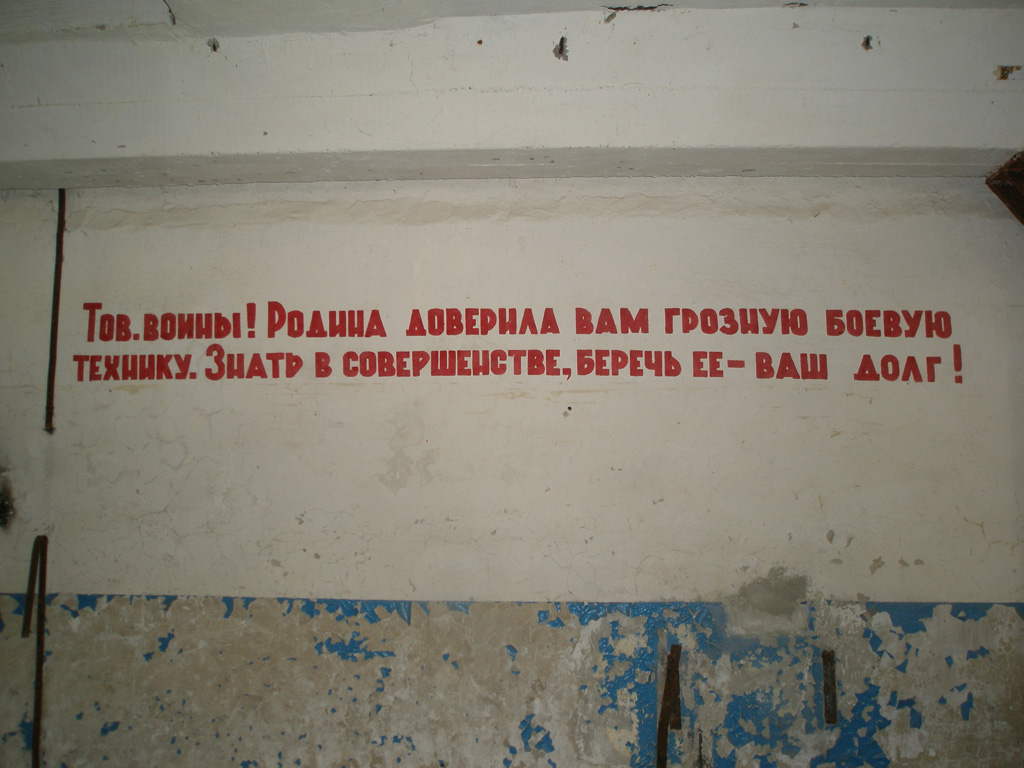 Тов. воины! Родина доверила вам грозную боевую
технику. Знать в совершенстве, беречь ее – ваш долг!